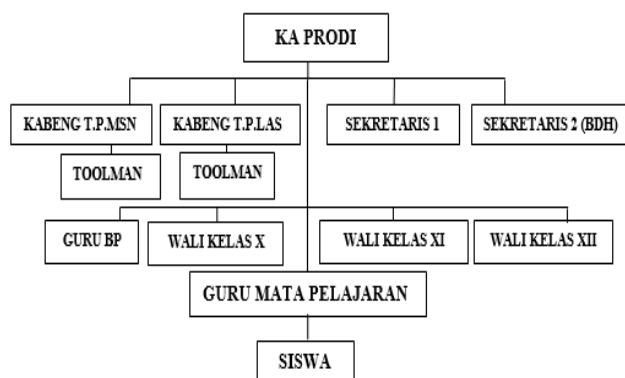 KA PRODI
KABENG T.P.MSN
KABENG T.P.LAS
SEKRETARIS 1
SEKRETARIS 2 (BDH)
TOOLMAN
TOOLMAN
GURU BP
WALI KELAS X
WALI KELAS XI
WALI KELAS XII
GURU MATA PELAJARAN
SISWA